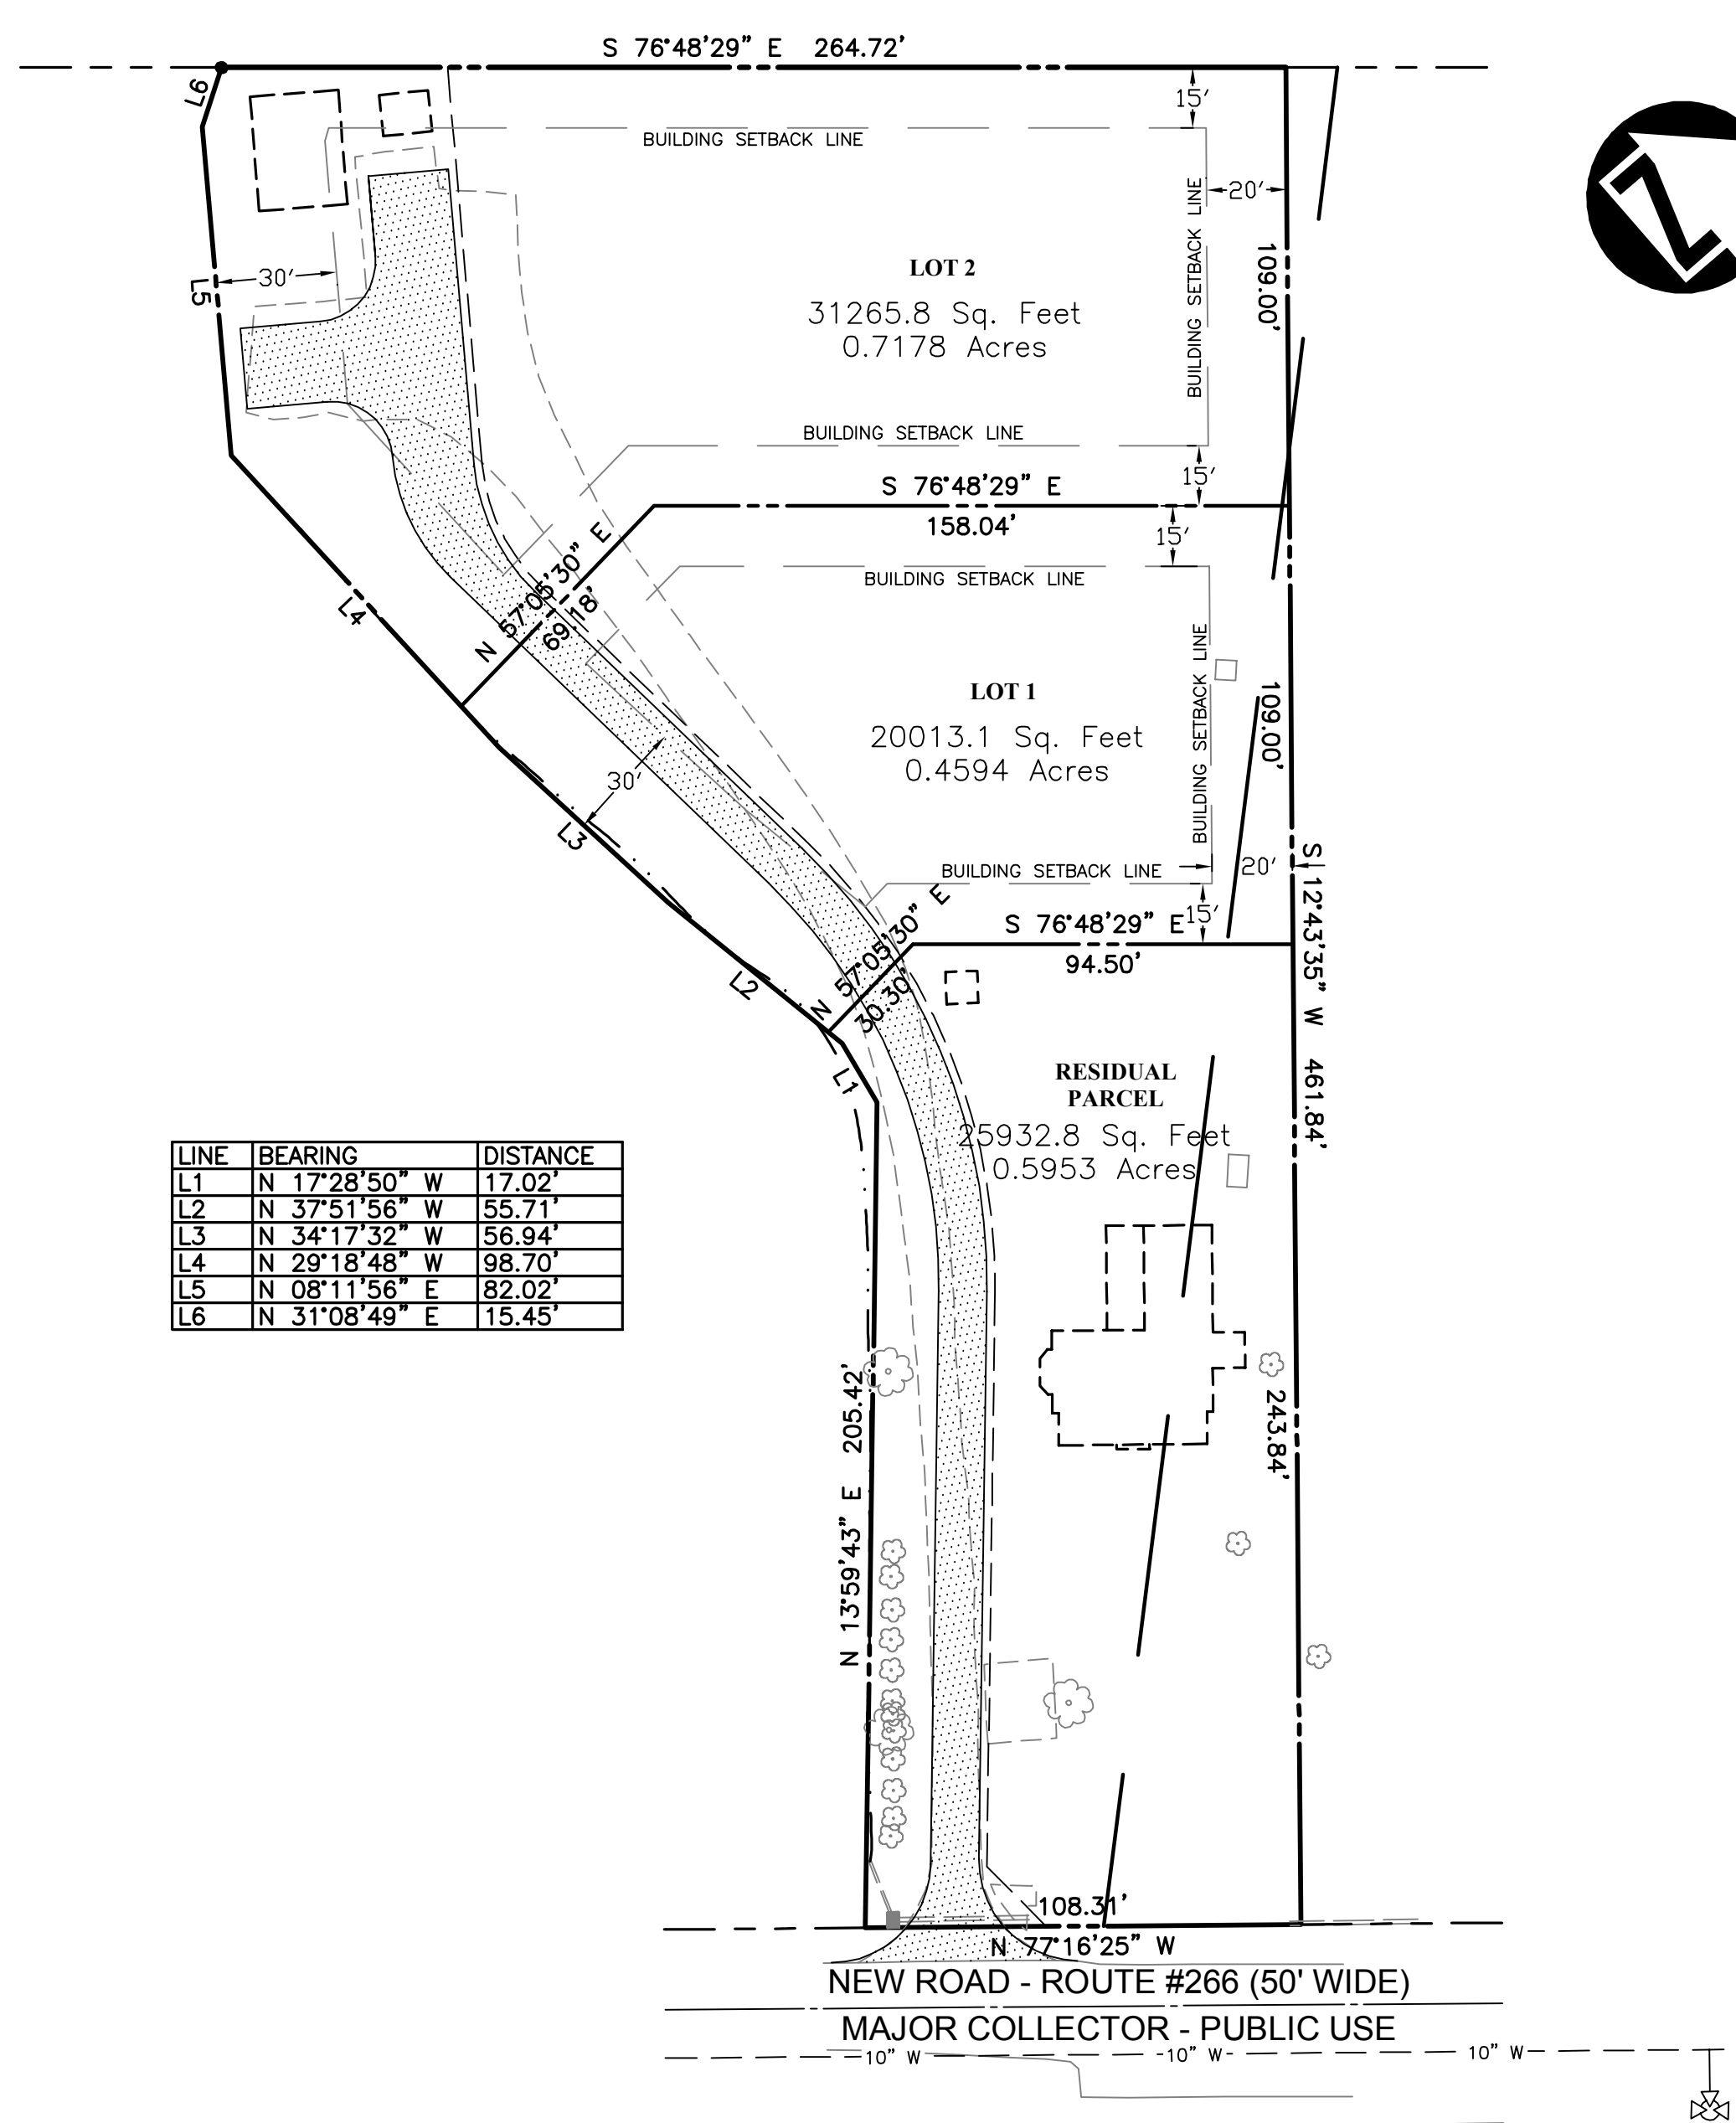 S 76°48'29" E 264.72'
L6
15'
BUILDING SETBACK LINE
20'
BUILDING SETBACK LINE
109.00'
LOT 2
31265.8 Sq. Feet
0.7178 Acres
30'
L5
BUILDING SETBACK LINE
15'
S 76°48'29" E
158.04'
15'
N 57°05'30" E
69.18'
BUILDING SETBACK LINE
L4
LOT 1
20013.1 Sq. Feet
0.4594 Acres
BUILDING SETBACK LINE
109.00'
30'
L3
BUILDING SETBACK LINE
20'
15'
S 76°48'29" E
94.50'
S 12°43'35" W 461.84'
N 57°05'30" E
30.30'
L2
L1
RESIDUAL
PARCEL
25932.8 Sq. Feet
0.5953 Acres
LINE BEARING DISTANCE
L1 N 17°28'50" W 17.02'
L2 N 37°51'56" W 55.71'
L3 N 34°17'32" W 56.94'
L4 N 29°18'48" W 98.70'
L5 N 08°11'56" E 82.02'
L6 N 31°08'49" E 15.45'
N 13°59'43" E 205.42'
243.84'
108.31'
N 77°16'25" W
NEW ROAD - ROUTE #266 (50' WIDE)
MAJOR COLLECTOR - PUBLIC USE
10" W 10" W 10" W